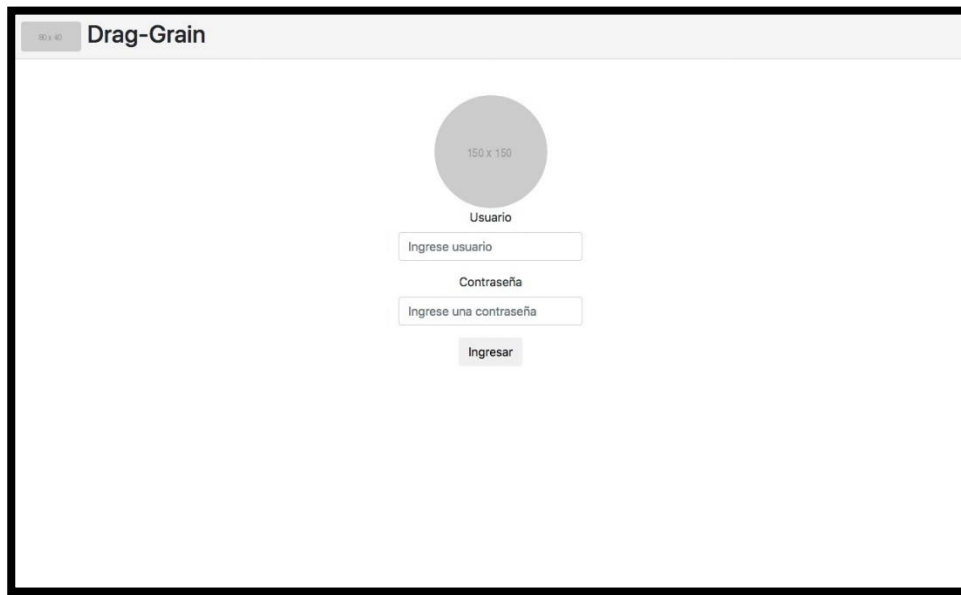 80 x 40
Drag-Grain
150 x 150
Usuario
Ingrese usuario
Contraseña
Ingrese una contraseña
Ingresar